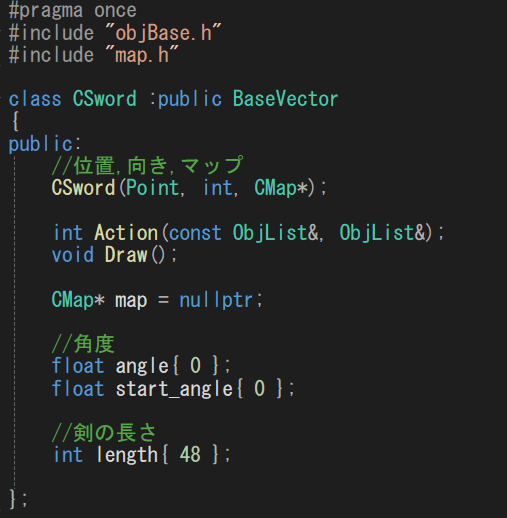 #pragma once
#include "objBase.h"
#include "map.h"
class CSword :public BaseVector
{
public:
//位置,向き,マップ
CSword(Point, int, CMap*);
int Action(const ObjList&, ObjList&);
void Draw();
CMap* map = nullptr;
//角度
float angle{ 0 };
float start_angle{ 0 };
//剣の長さ
int length{ 48 };
};